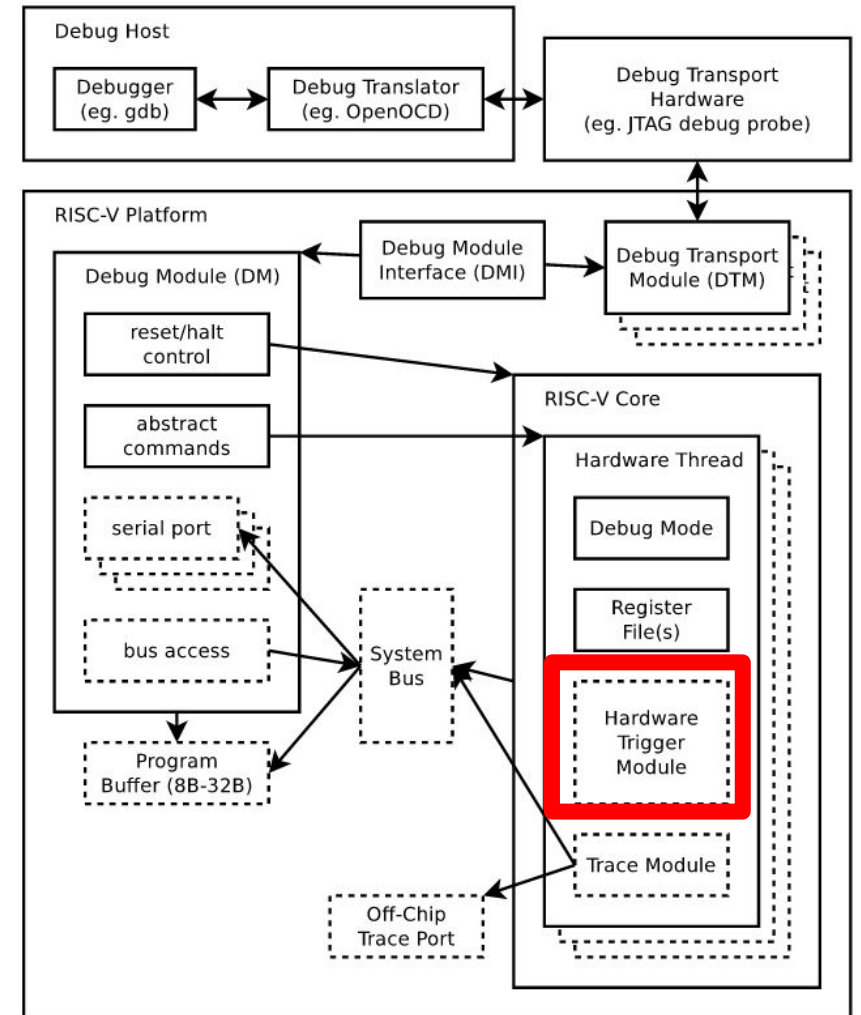 Debug Host
Debugger
(eg. gdb)
Debug Translator
(eg. OpenOCD)
Debug Transport
Hardware
(eg. JTAG debug probe)
RISC-V Platform
Debug Module (DM)
Debug Module
Interface (DMI)
Debug Transport
Module (DTM)
reset/halt
control
abstract
commands
serial port
bus access
Program
Buffer (8B-32B)
System
Bus
RISC-V Core
Hardware Thread
Debug Mode
Register
File(s)
Hardware
Trigger
Module
Trace Module
Off-Chip
Trace Port